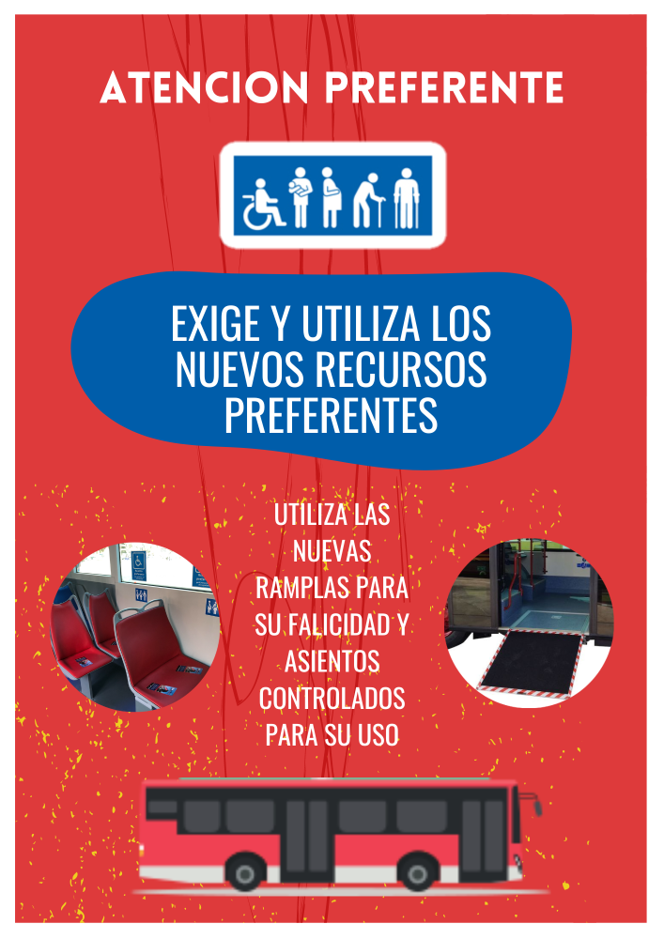 ATENCION PREFERENTE
EXIGE Y UTILIZA LOS
NUEVOS RECURSOS
PREFERENTES
UTILIZA LAS
NUEVAS
RAMPLAS PARA
SU FALICIDAD Y
ASIENTOS
CONTROLADOS
PARA SU USO